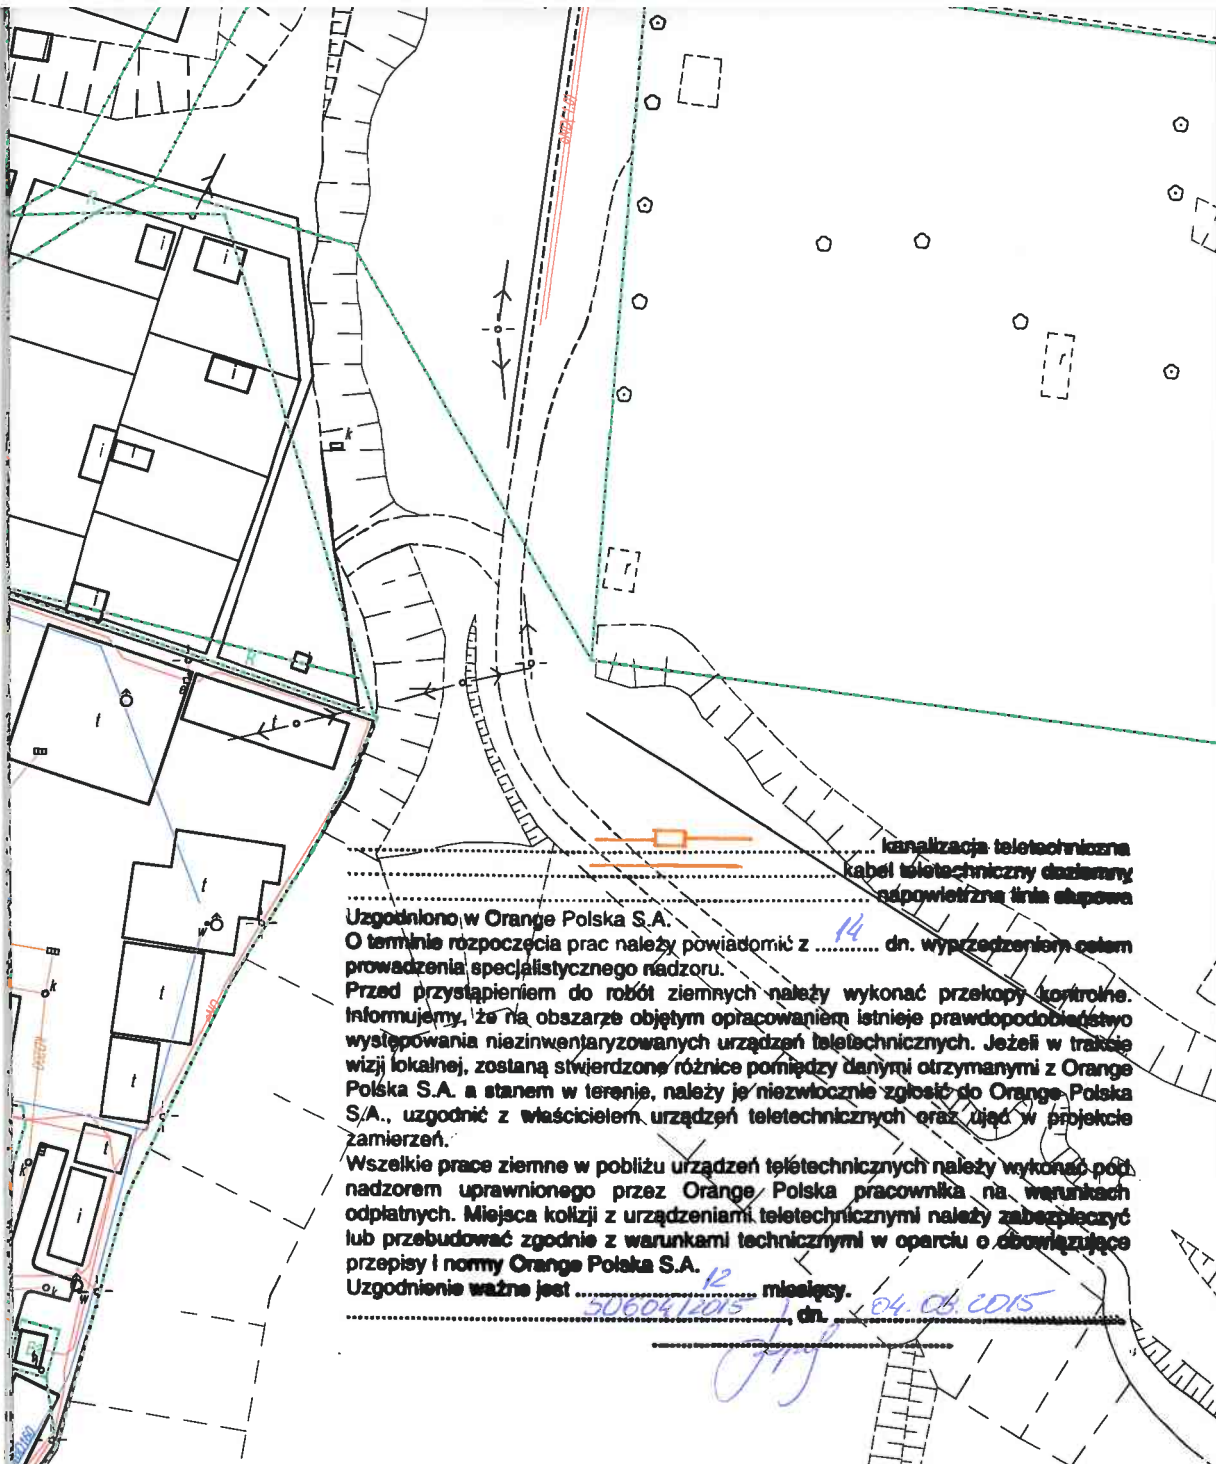 R
i
i
i
k
i
i
i
r
r
R
t
t
t
w
t
k
t
t
i
k
w
kanalizacja teletechniczna
kabel teletechniczny doziemny
napowietrzna linia słupowa
Uzgodniono w Orange Polska S.A.
O terminie rozpoczęcia prac należy powiadomić z ...14... dn. wyprzedzeniem celem
prowadzenia specjalistycznego nadzoru.
Przed przystąpieniem do robót ziemnych należy wykonać przekopy kontrolne.
Informujemy, że na obszarze objętym opracowaniem istnieje prawdopodobieństwo
występowania niezinwentaryzowanych urządzeń teletechnicznych. Jeżeli w trakcie
wizji lokalnej, zostaną stwierdzone różnice pomiędzy danymi otrzymanymi z Orange
Polska S.A. a stanem w terenie, należy je niezwłocznie zgłosić do Orange Polska
S/A., uzgodnić z właścicielem urządzeń teletechnicznych oraz ująć w projekcie
zamierzeń.
Wszelkie prace ziemne w pobliżu urządzeń teletechnicznych należy wykonać pod
nadzorem uprawnionego przez Orange Polska pracownika na warunkach
odpłatnych. Miejsca kolizji z urządzeniami teletechnicznymi należy zabezpieczyć
lub przebudować zgodnie z warunkami technicznymi w oparciu o obowiązujące
przepisy i normy Orange Polska S.A.
Uzgodnienie ważne jest ...12... miesięcy.
50604/2015, dn. 04.05.2015